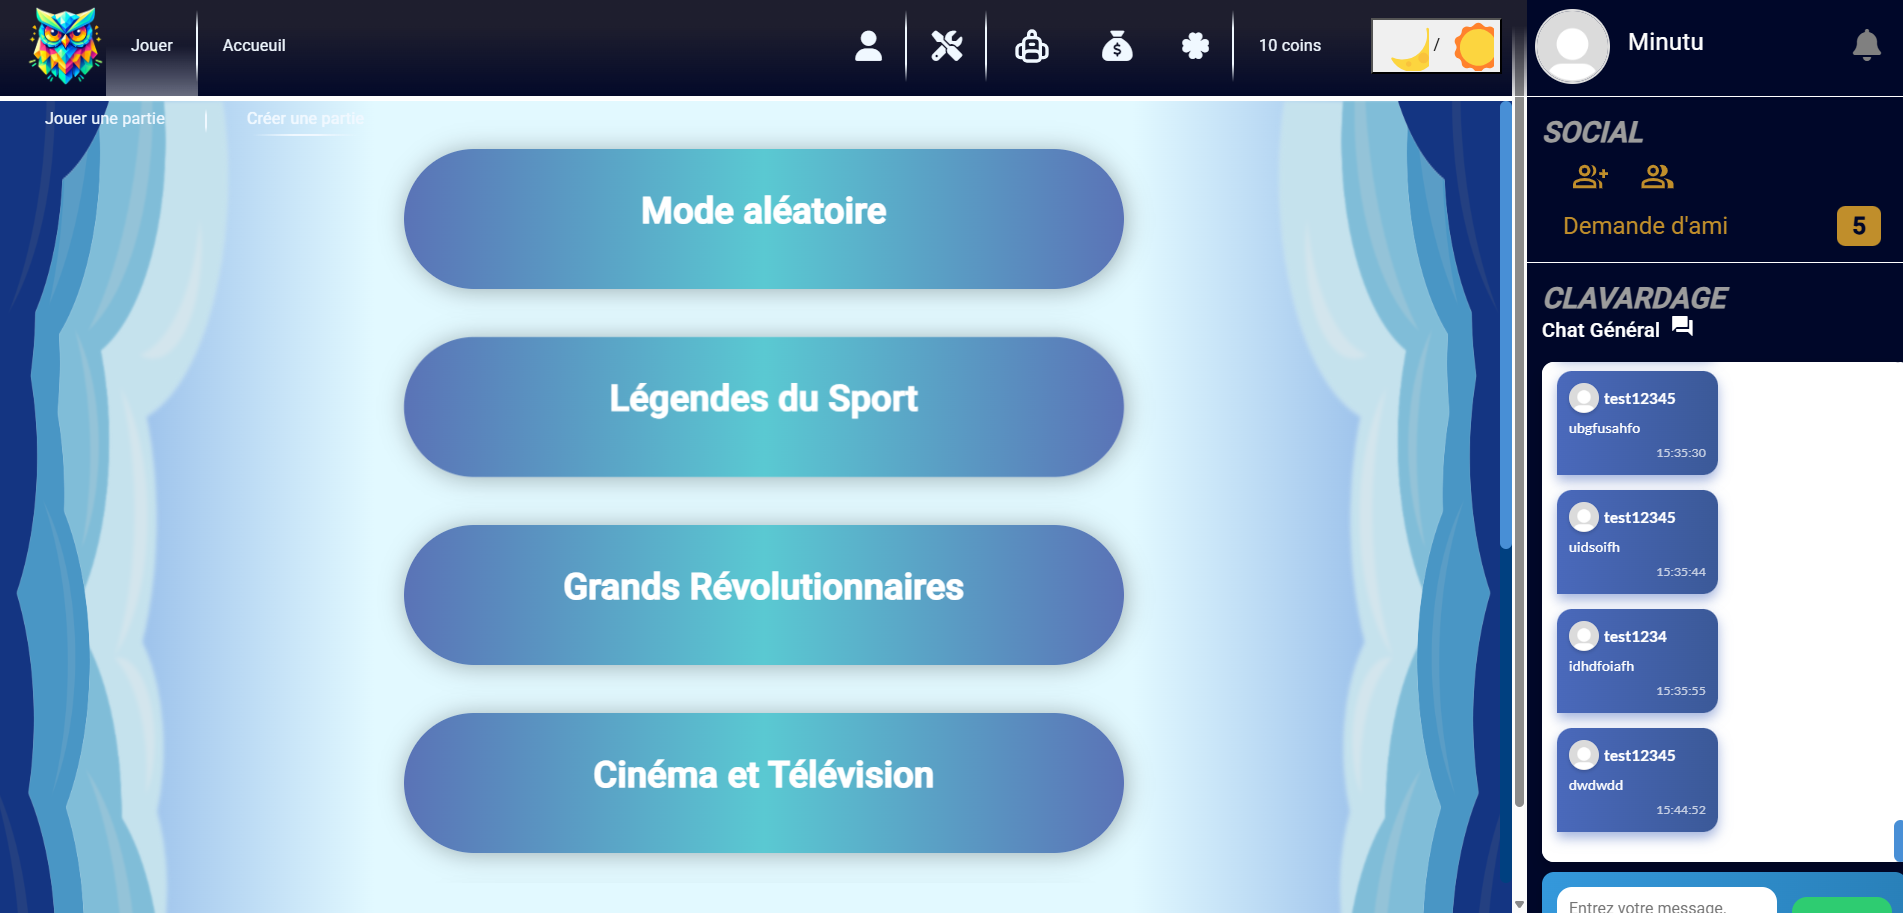 Jouer
Accueuil
10 coins
/
Minutu
Jouer une partie
Créer une partie
Mode aléatoire
Légendes du Sport
Grands Révolutionnaires
Cinéma et Télévision
SOCIAL
Demande d'ami
5
CLAVARDAGE
Chat Général
test12345
ubgfusahfo
15:35:30
test12345
uidsoifh
15:35:44
test1234
idhdfoiafh
15:35:55
test12345
dwdwdd
15:44:52
Entrez votre message.